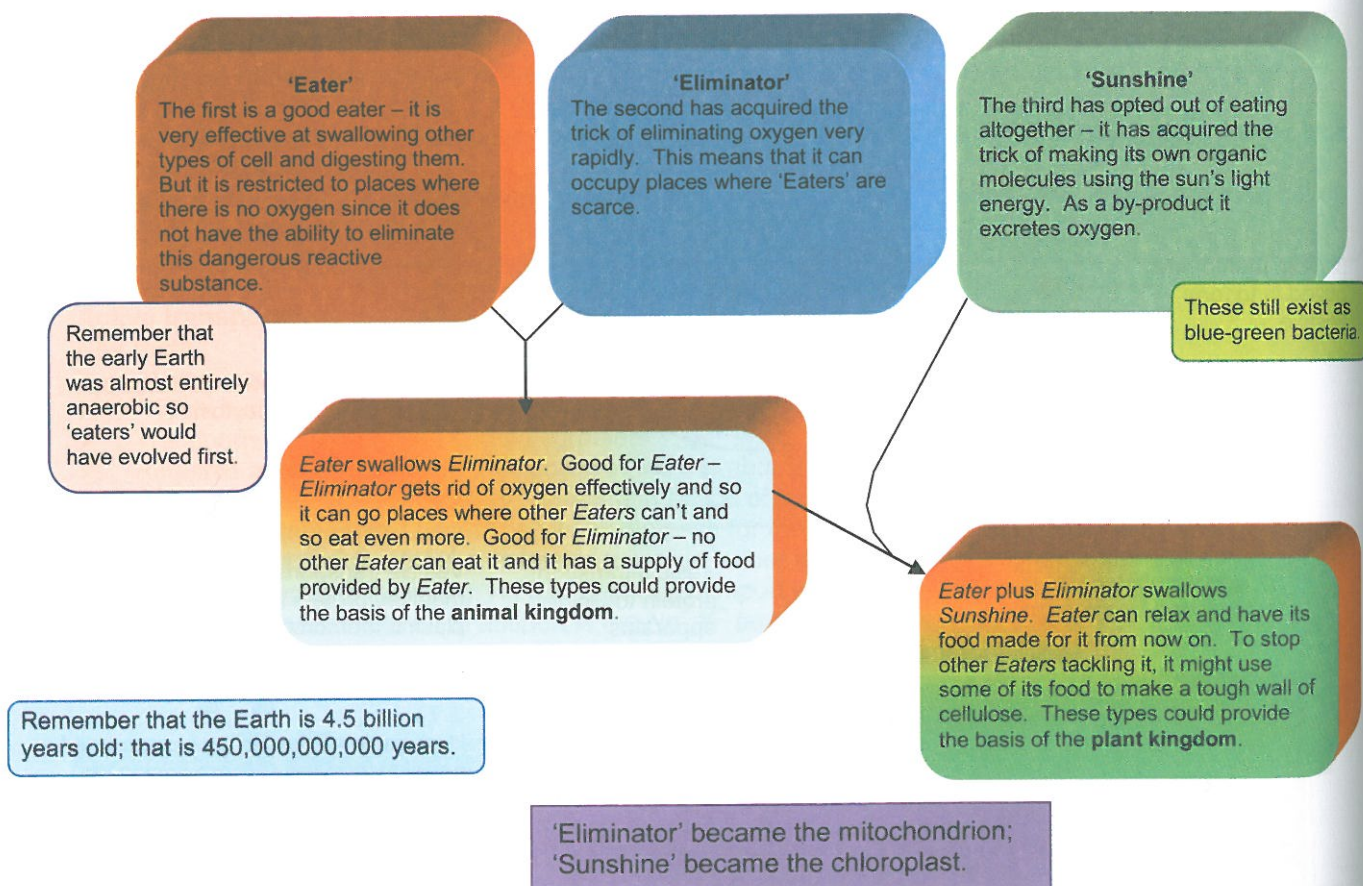 'Eater'
The first is a good eater – it is
very effective at swallowing other
types of cell and digesting them.
But it is restricted to places where
there is no oxygen since it does
not have the ability to eliminate
this dangerous reactive
substance.
'Eliminator'
The second has acquired the
trick of eliminating oxygen very
rapidly. This means that it can
occupy places where 'Eaters' are
scarce.
'Sunshine'
The third has opted out of eating
altogether – it has acquired the
trick of making its own organic
molecules using the sun's light
energy. As a by-product it
excretes oxygen.
These still exist as
blue-green bacteria.
Remember that
the early Earth
was almost entirely
anaerobic so
'eaters' would
have evolved first.
Eater swallows Eliminator. Good for Eater –
Eliminator gets rid of oxygen effectively and so
it can go places where other Eaters can't and
so eat even more. Good for Eliminator – no
other Eater can eat it and it has a supply of food
provided by Eater. These types could provide
the basis of the animal kingdom.
Eater plus Eliminator swallows
Sunshine. Eater can relax and have its
food made for it from now on. To stop
other Eaters tackling it, it might use
some of its food to make a tough wall of
cellulose. These types could provide
the basis of the plant kingdom.
Remember that the Earth is 4.5 billion
years old; that is 450,000,000,000 years.
'Eliminator' became the mitochondrion;
'Sunshine' became the chloroplast.